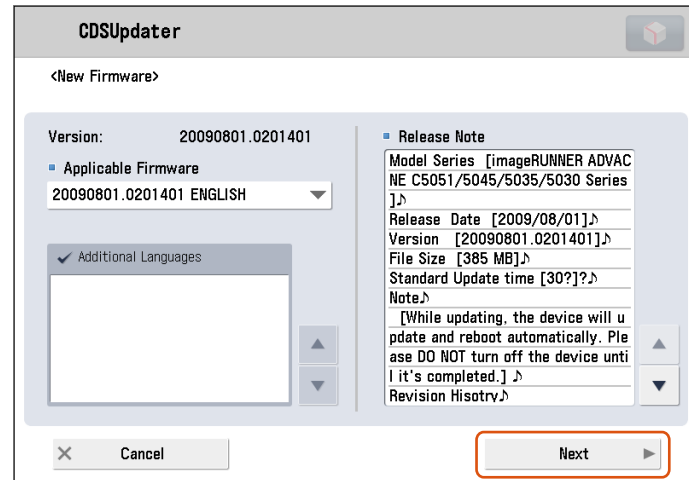 CDSUpdater
<New Firmware>
Version: 20090801.0201401
Applicable Firmware
20090801.0201401 ENGLISH
Additional Languages
Release Note
Model Series [imageRUNNER ADVAC
NE C5051/5045/5035/5030 Series
]♪
Release Date [2009/08/01]♪
Version [20090801.0201401]♪
File Size [385 MB]♪
Standard Update time [30?]?♪
Note♪
[While updating, the device will u
pdate and reboot automatically. Ple
ase DO NOT turn off the device unti
l it's completed.] ♪
Revision Hisotry♪
Cancel
Next